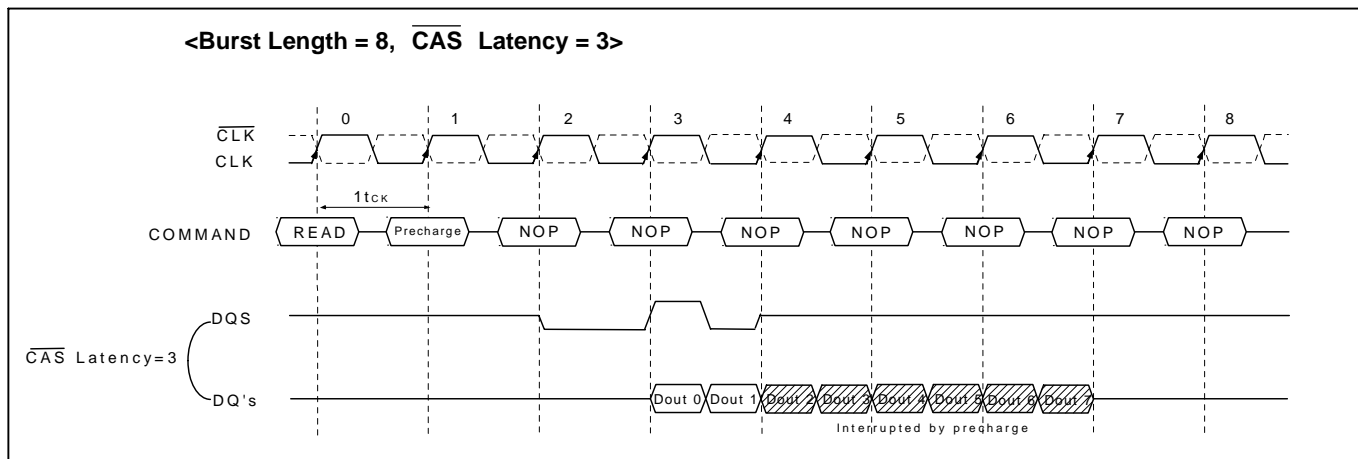 <Burst Length = 8, CAS Latency = 3>
0 1 2 3 4 5 6 7 8
CLK
CLK
1tCK
COMMAND READ Precharge NOP NOP NOP NOP NOP NOP NOP
DQS
CAS Latency=3
DQ's Dout 0 Dout 1 Dout 2 Dout 3 Dout 4 Dout 5 Dout 6 Dout 7
Interrupted by precharge